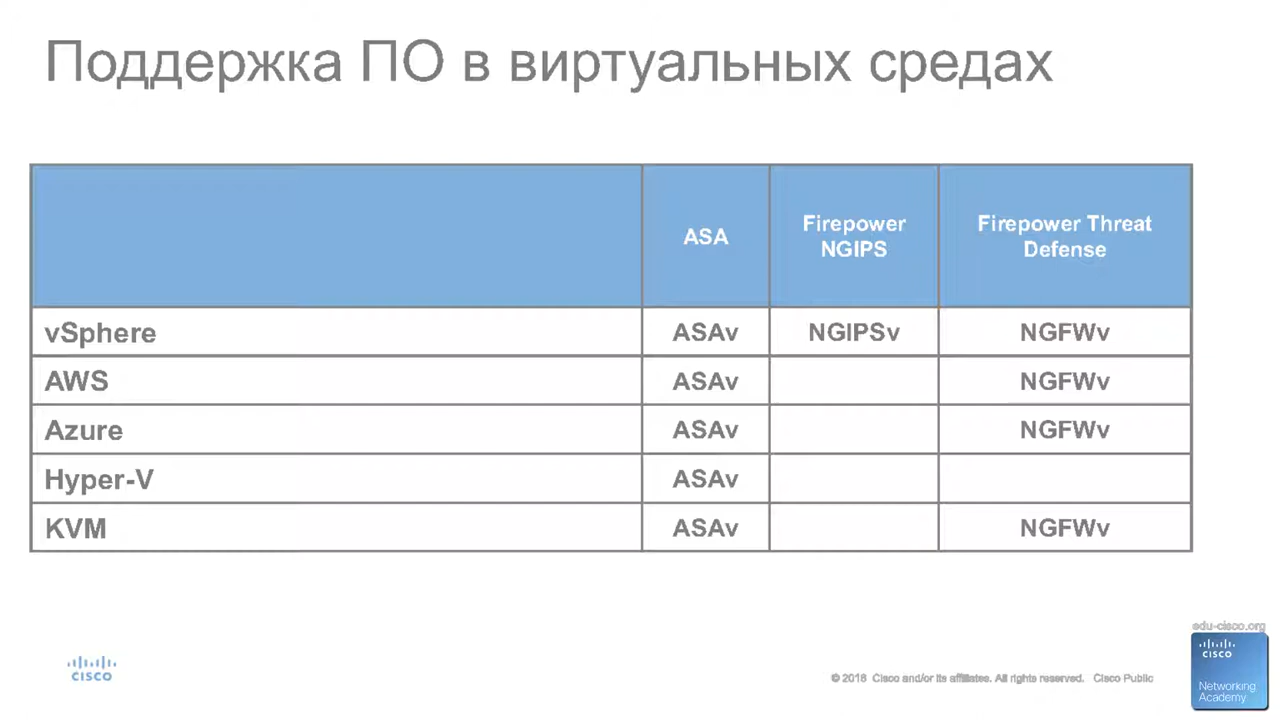 Поддержка ПО в виртуальных средах
ASA
Firepower
NGIPS
Firepower Threat
Defense
vSphere ASAv NGIPSv NGFWv
AWS ASAv NGFWv
Azure ASAv NGFWv
Hyper-V ASAv
KVM ASAv NGFWv
edu-cisco.org
CISCO
© 2018 Cisco and/or its affiliates. All rights reserved. Cisco Public
CISCO
Networking
Academy